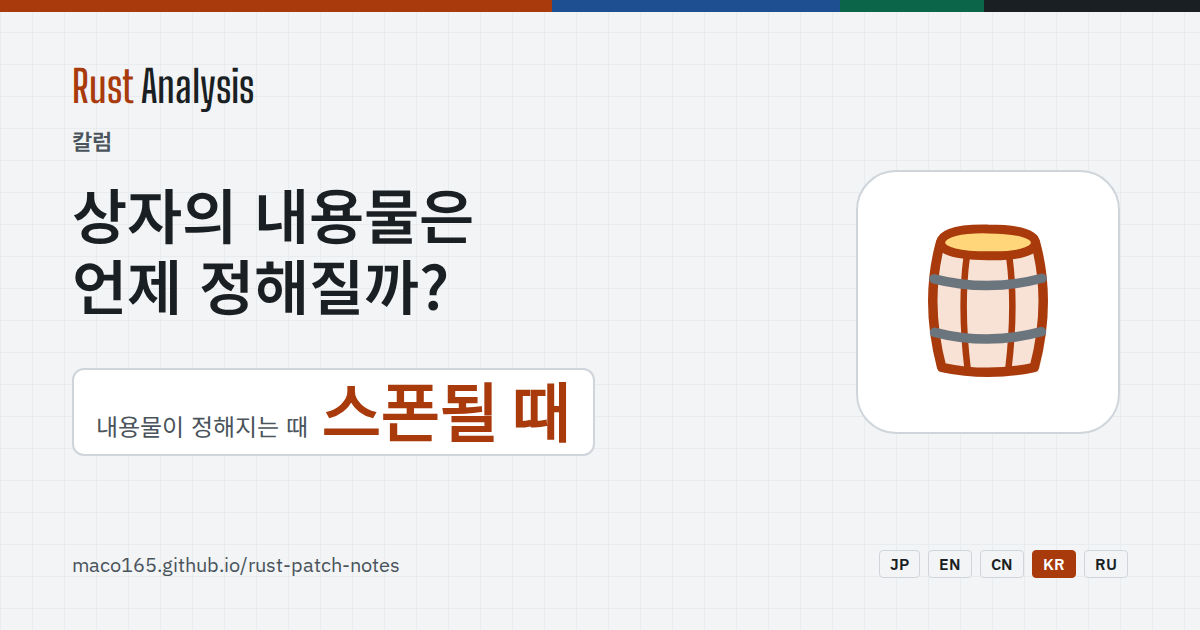 Rust Analysis
칼럼
상자의 내용물은
언제 정해질까?
내용물이 정해지는 때 스폰될 때
maco165.github.io/rust-patch-notes
JP EN CN KR RU